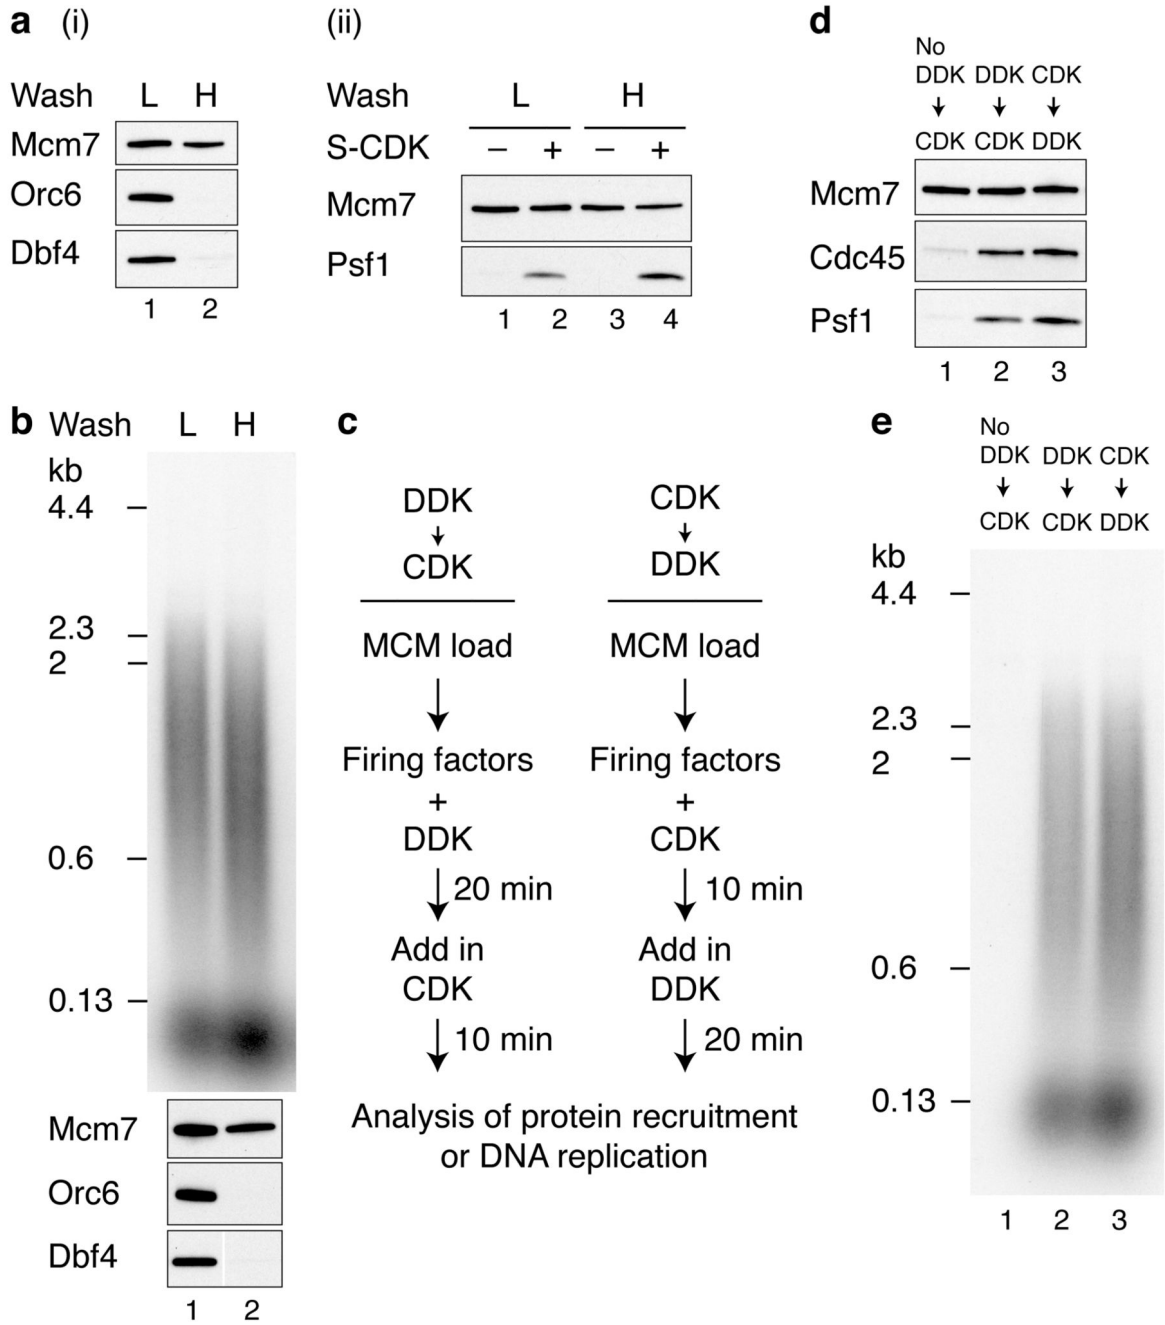 a (i)
Wash L H
Mcm7
Orc6
Dbf4
1 2
(ii)
Wash L H
S-CDK – + – +
Mcm7
Psf1
1 2 3 4
d
No
DDK DDK CDK
CDK CDK DDK
Mcm7
Cdc45
Psf1
1 2 3
b Wash L H
kb
4.4
2.3
2
0.6
0.13
Mcm7
Orc6
Dbf4
1 2
c
DDK CDK
CDK DDK
MCM load MCM load
Firing factors Firing factors
+ +
DDK CDK
20 min 10 min
Add in Add in
CDK DDK
10 min 20 min
Analysis of protein recruitment
or DNA replication
e
No
DDK DDK CDK
CDK CDK DDK
kb
4.4
2.3
2
0.6
0.13
1 2 3